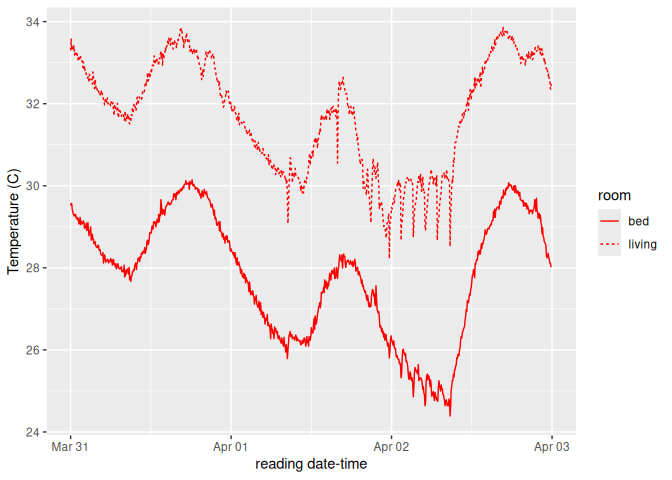 34
32
30
28
26
24
Temperature (C)
Mar 31
Apr 01
Apr 02
Apr 03
reading date-time
room
bed
living